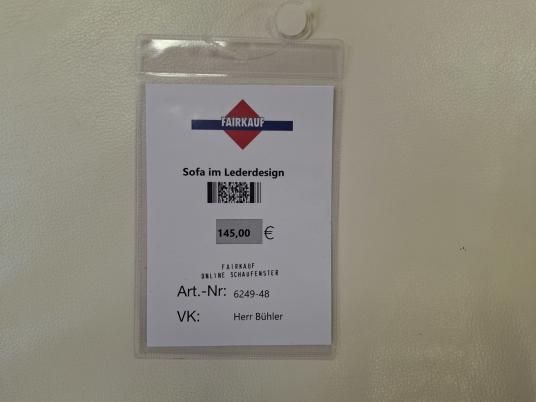 FAIRKAUF
Sofa im Lederdesign
145,00 €
FAIRKAUF
ONLINE SCHAUFENSTER
Art.-Nr: 6249-48
VK: Herr Bühler